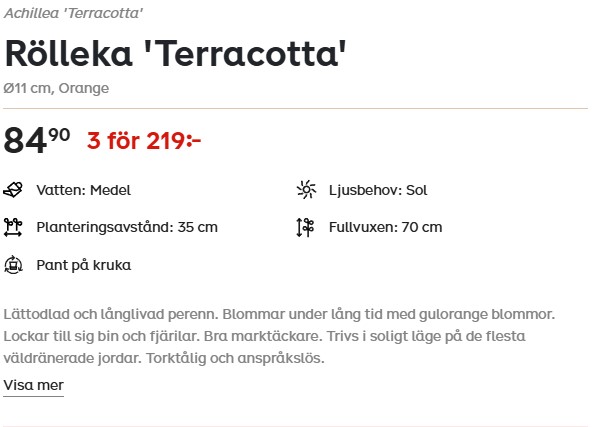 Achillea 'Terracotta'
Rölleka 'Terracotta'
Ø11 cm, Orange
84⁹⁰ 3 för 219:-
Vatten: Medel Ljusbehov: Sol
Planteringsavstånd: 35 cm Fullvuxen: 70 cm
Pant på kruka
Lättodlad och långlivad perenn. Blommar under lång tid med gulorange blommor.
Lockar till sig bin och fjärilar. Bra marktäckare. Trivs i soligt läge på de flesta
väldränerade jordar. Torktålig och anspråkslös.
Visa mer